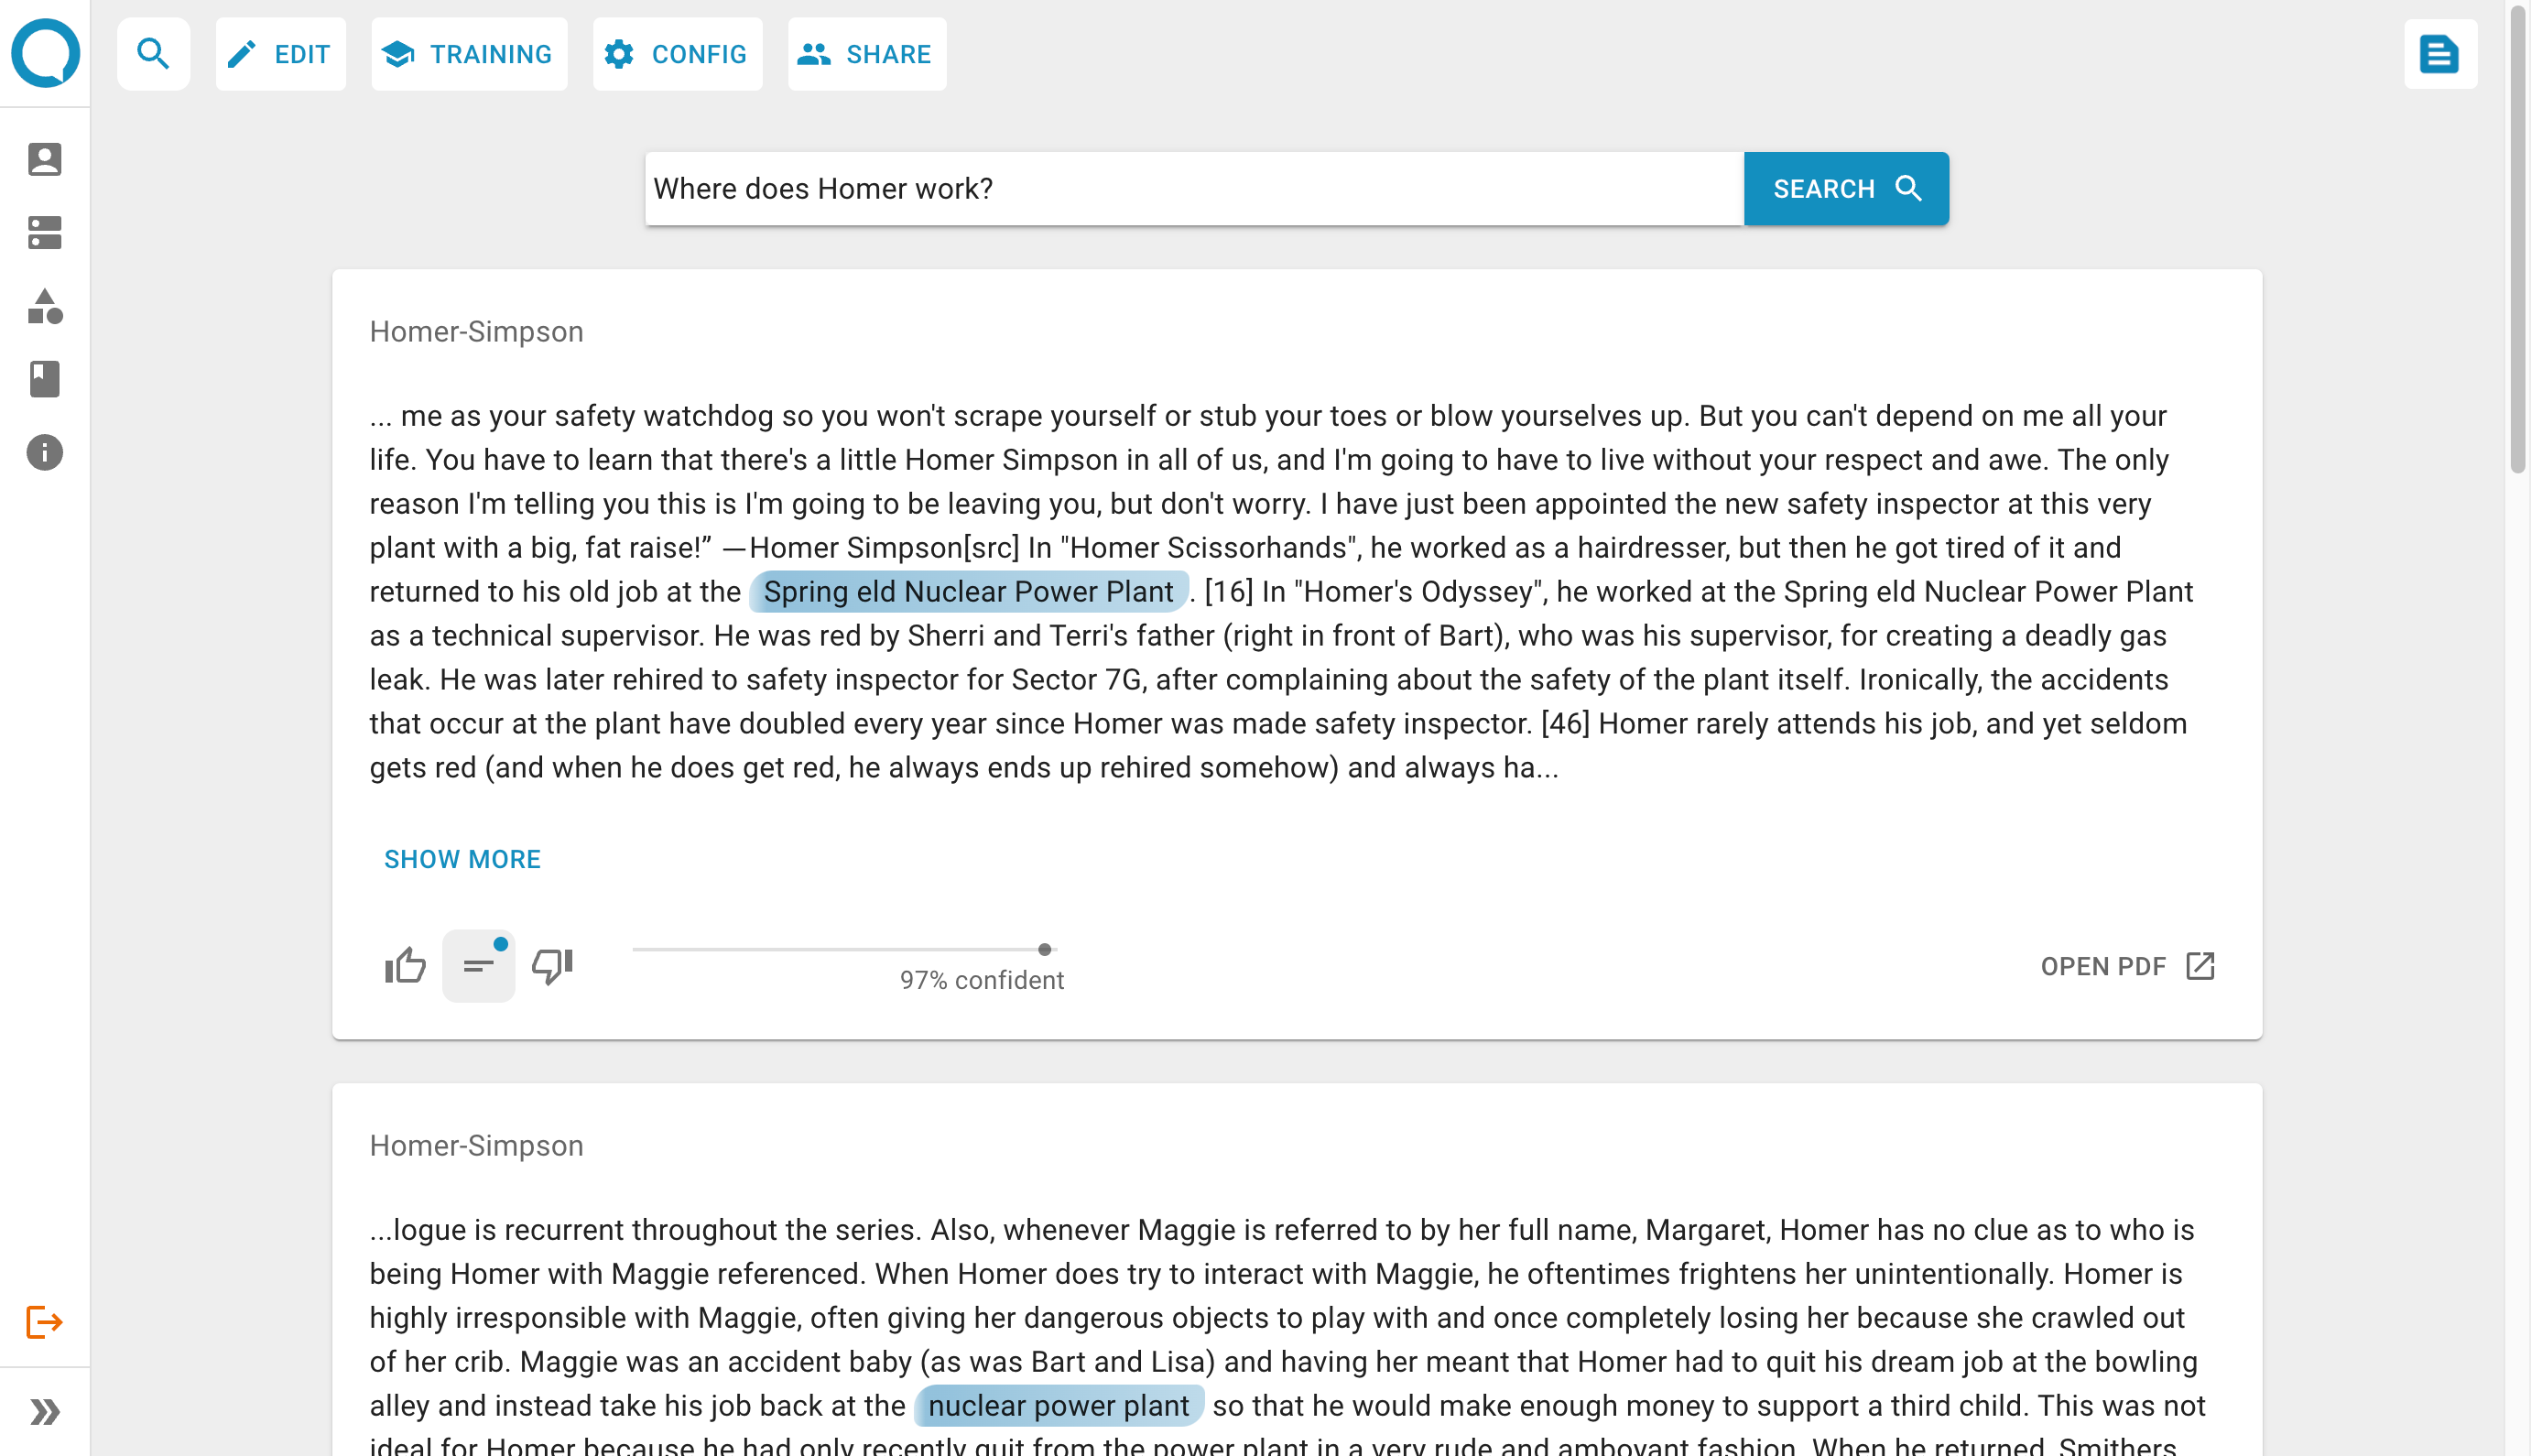 EDIT
TRAINING
CONFIG
SHARE
Where does Homer work?
SEARCH
Homer-Simpson
... me as your safety watchdog so you won't scrape yourself or stub your toes or blow yourselves up. But you can't depend on me all your
life. You have to learn that there's a little Homer Simpson in all of us, and I'm going to have to live without your respect and awe. The only
reason I'm telling you this is I'm going to be leaving you, but don't worry. I have just been appointed the new safety inspector at this very
plant with a big, fat raise!” —Homer Simpson[src] In "Homer Scissorhands", he worked as a hairdresser, but then he got tired of it and
returned to his old job at the Spring eld Nuclear Power Plant . [16] In "Homer's Odyssey", he worked at the Spring eld Nuclear Power Plant
as a technical supervisor. He was red by Sherri and Terri's father (right in front of Bart), who was his supervisor, for creating a deadly gas
leak. He was later rehired to safety inspector for Sector 7G, after complaining about the safety of the plant itself. Ironically, the accidents
that occur at the plant have doubled every year since Homer was made safety inspector. [46] Homer rarely attends his job, and yet seldom
gets red (and when he does get red, he always ends up rehired somehow) and always ha...
SHOW MORE
97% confident
OPEN PDF
Homer-Simpson
...logue is recurrent throughout the series. Also, whenever Maggie is referred to by her full name, Margaret, Homer has no clue as to who is
being Homer with Maggie referenced. When Homer does try to interact with Maggie, he oftentimes frightens her unintentionally. Homer is
highly irresponsible with Maggie, often giving her dangerous objects to play with and once completely losing her because she crawled out
of her crib. Maggie was an accident baby (as was Bart and Lisa) and having her meant that Homer had to quit his dream job at the bowling
alley and instead take his job back at the nuclear power plant so that he would make enough money to support a third child. This was not
ideal for Homer because he had only recently quit from the power plant in a very rude and amboyant fashion. When he returned, Smithers